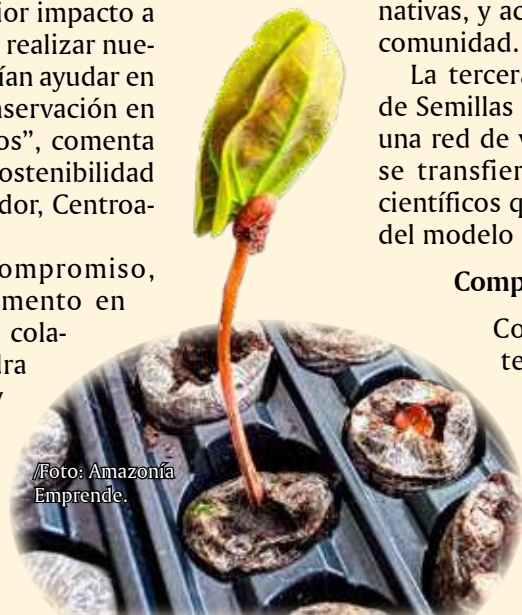 ior impacto a
realizar nue-
ían ayudar en
nservación en
os”, comenta
ostenibilidad
dor, Centroa-
ompromiso,
mento en
cola-
dra
y
/Foto: Amazonía
Emprende.
nativas, y ac
comunidad.
La tercera
de Semillas
una red de v
se transfier
científicos q
del modelo
Comp
Co
te